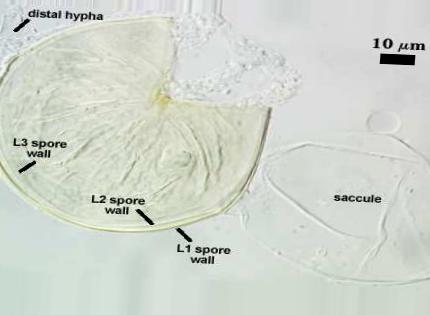 distal hypha
10 µm
L3 spore
wall
L2 spore
wall
saccule
L1 spore
wall